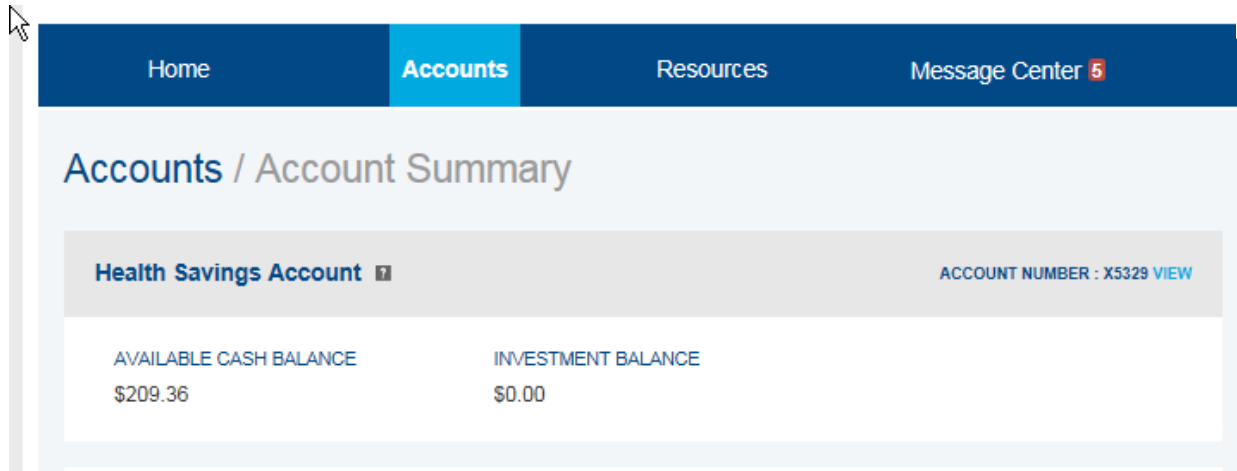 Home Accounts Resources Message Center 5
Accounts / Account Summary
Health Savings Account ? ACCOUNT NUMBER : X5329 VIEW
AVAILABLE CASH BALANCE INVESTMENT BALANCE
$209.36 $0.00